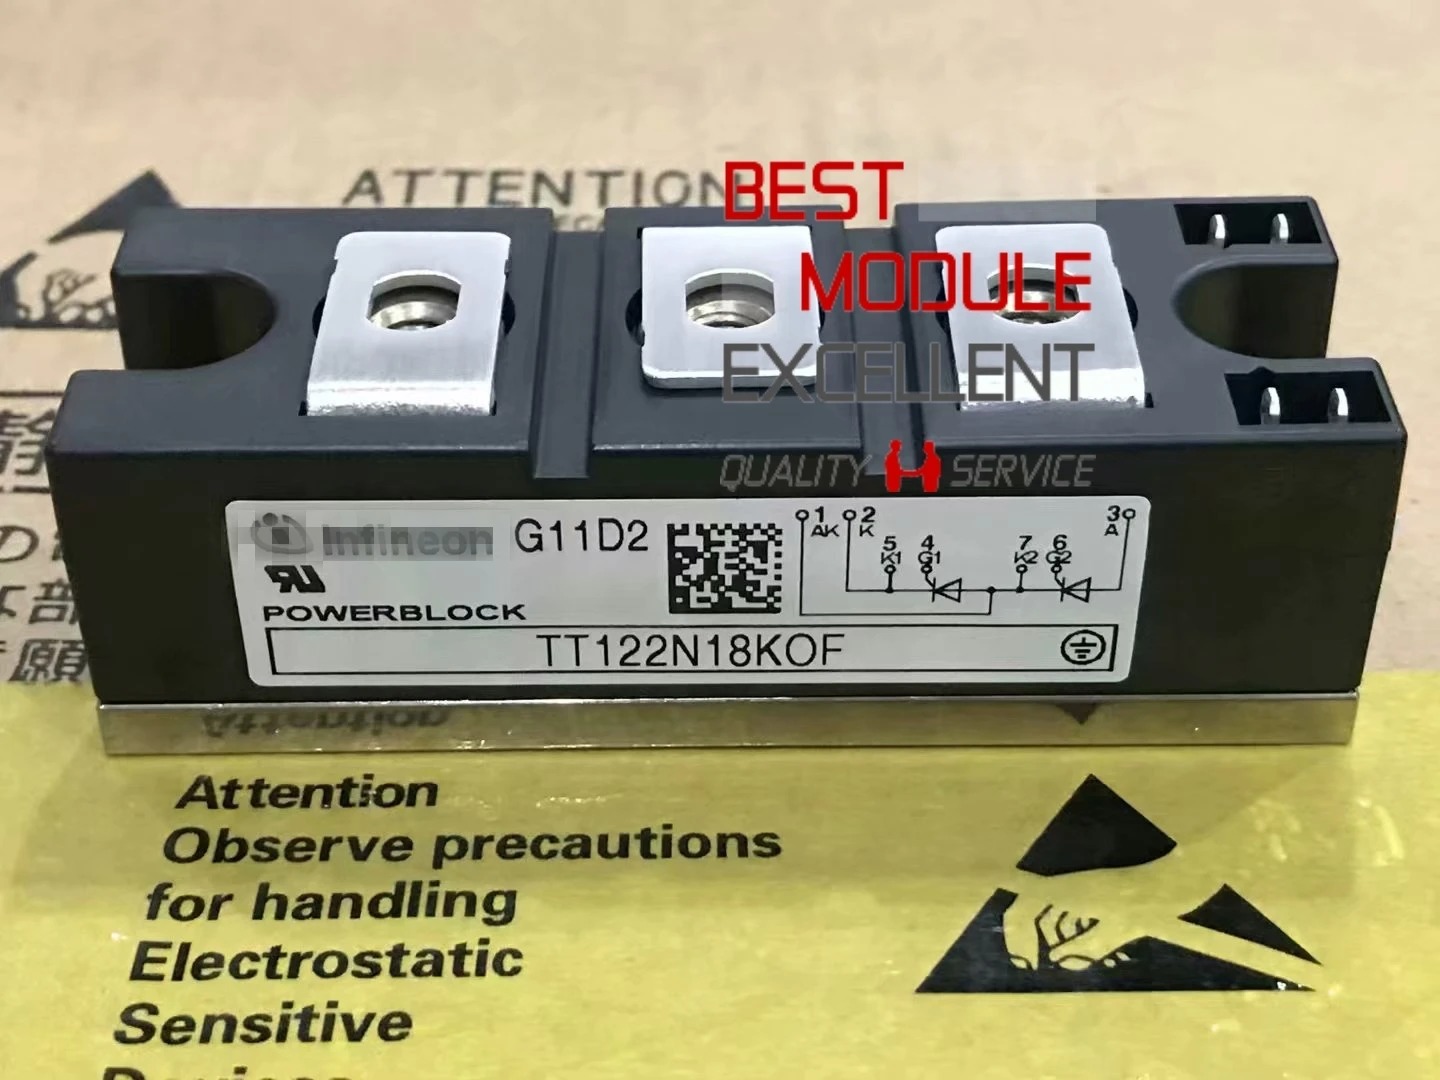 ATTENTION
BEST
MODULE
EXCELLENT
QUALITY SERVICE
Infineon G11D2
1 2 3
AK K A
5 4 7 6
K1 G1 K2 G2
POWERBLOCK
TT122N18KOF
Attention
Attention
Observe precautions
for handling
Electrostatic
Sensitive